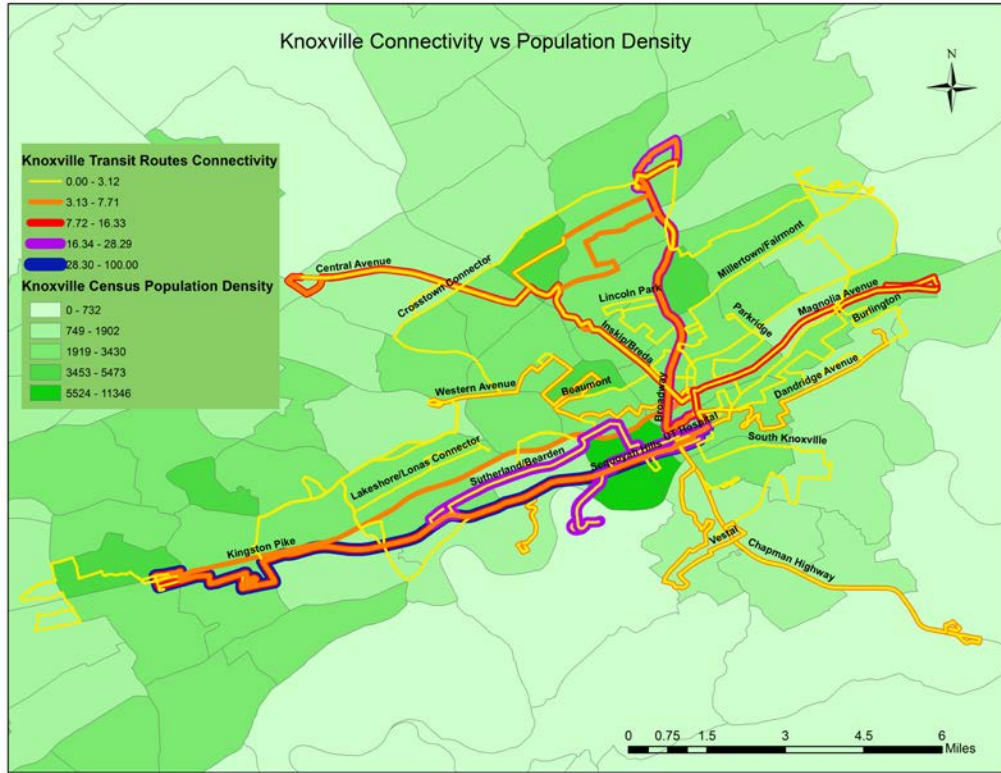 Knoxville Connectivity vs Population Density
N
Knoxville Transit Routes Connectivity
0.00 - 3.12
3.13 - 7.71
7.72 - 16.33
16.34 - 28.29
28.30 - 100.00
Knoxville Census Population Density
0 - 732
749 - 1902
1919 - 3430
3453 - 5473
5524 - 11346
Central Avenue
Crosstown Connector
Millertown/Fairmont
Lincoln Park
Magnolia Avenue
Parkridge
Burlington
Inskip/Breda
Dandridge Avenue
Western Avenue
Beaumont
Broadway
UT Hospital
South Knoxville
Sequoyah Hills
Sutherland/Bearden
Lakeshore/Lonas Connector
Kingston Pike
Vestal
Chapman Highway
0 0.75 1.5 3 4.5 6
Miles